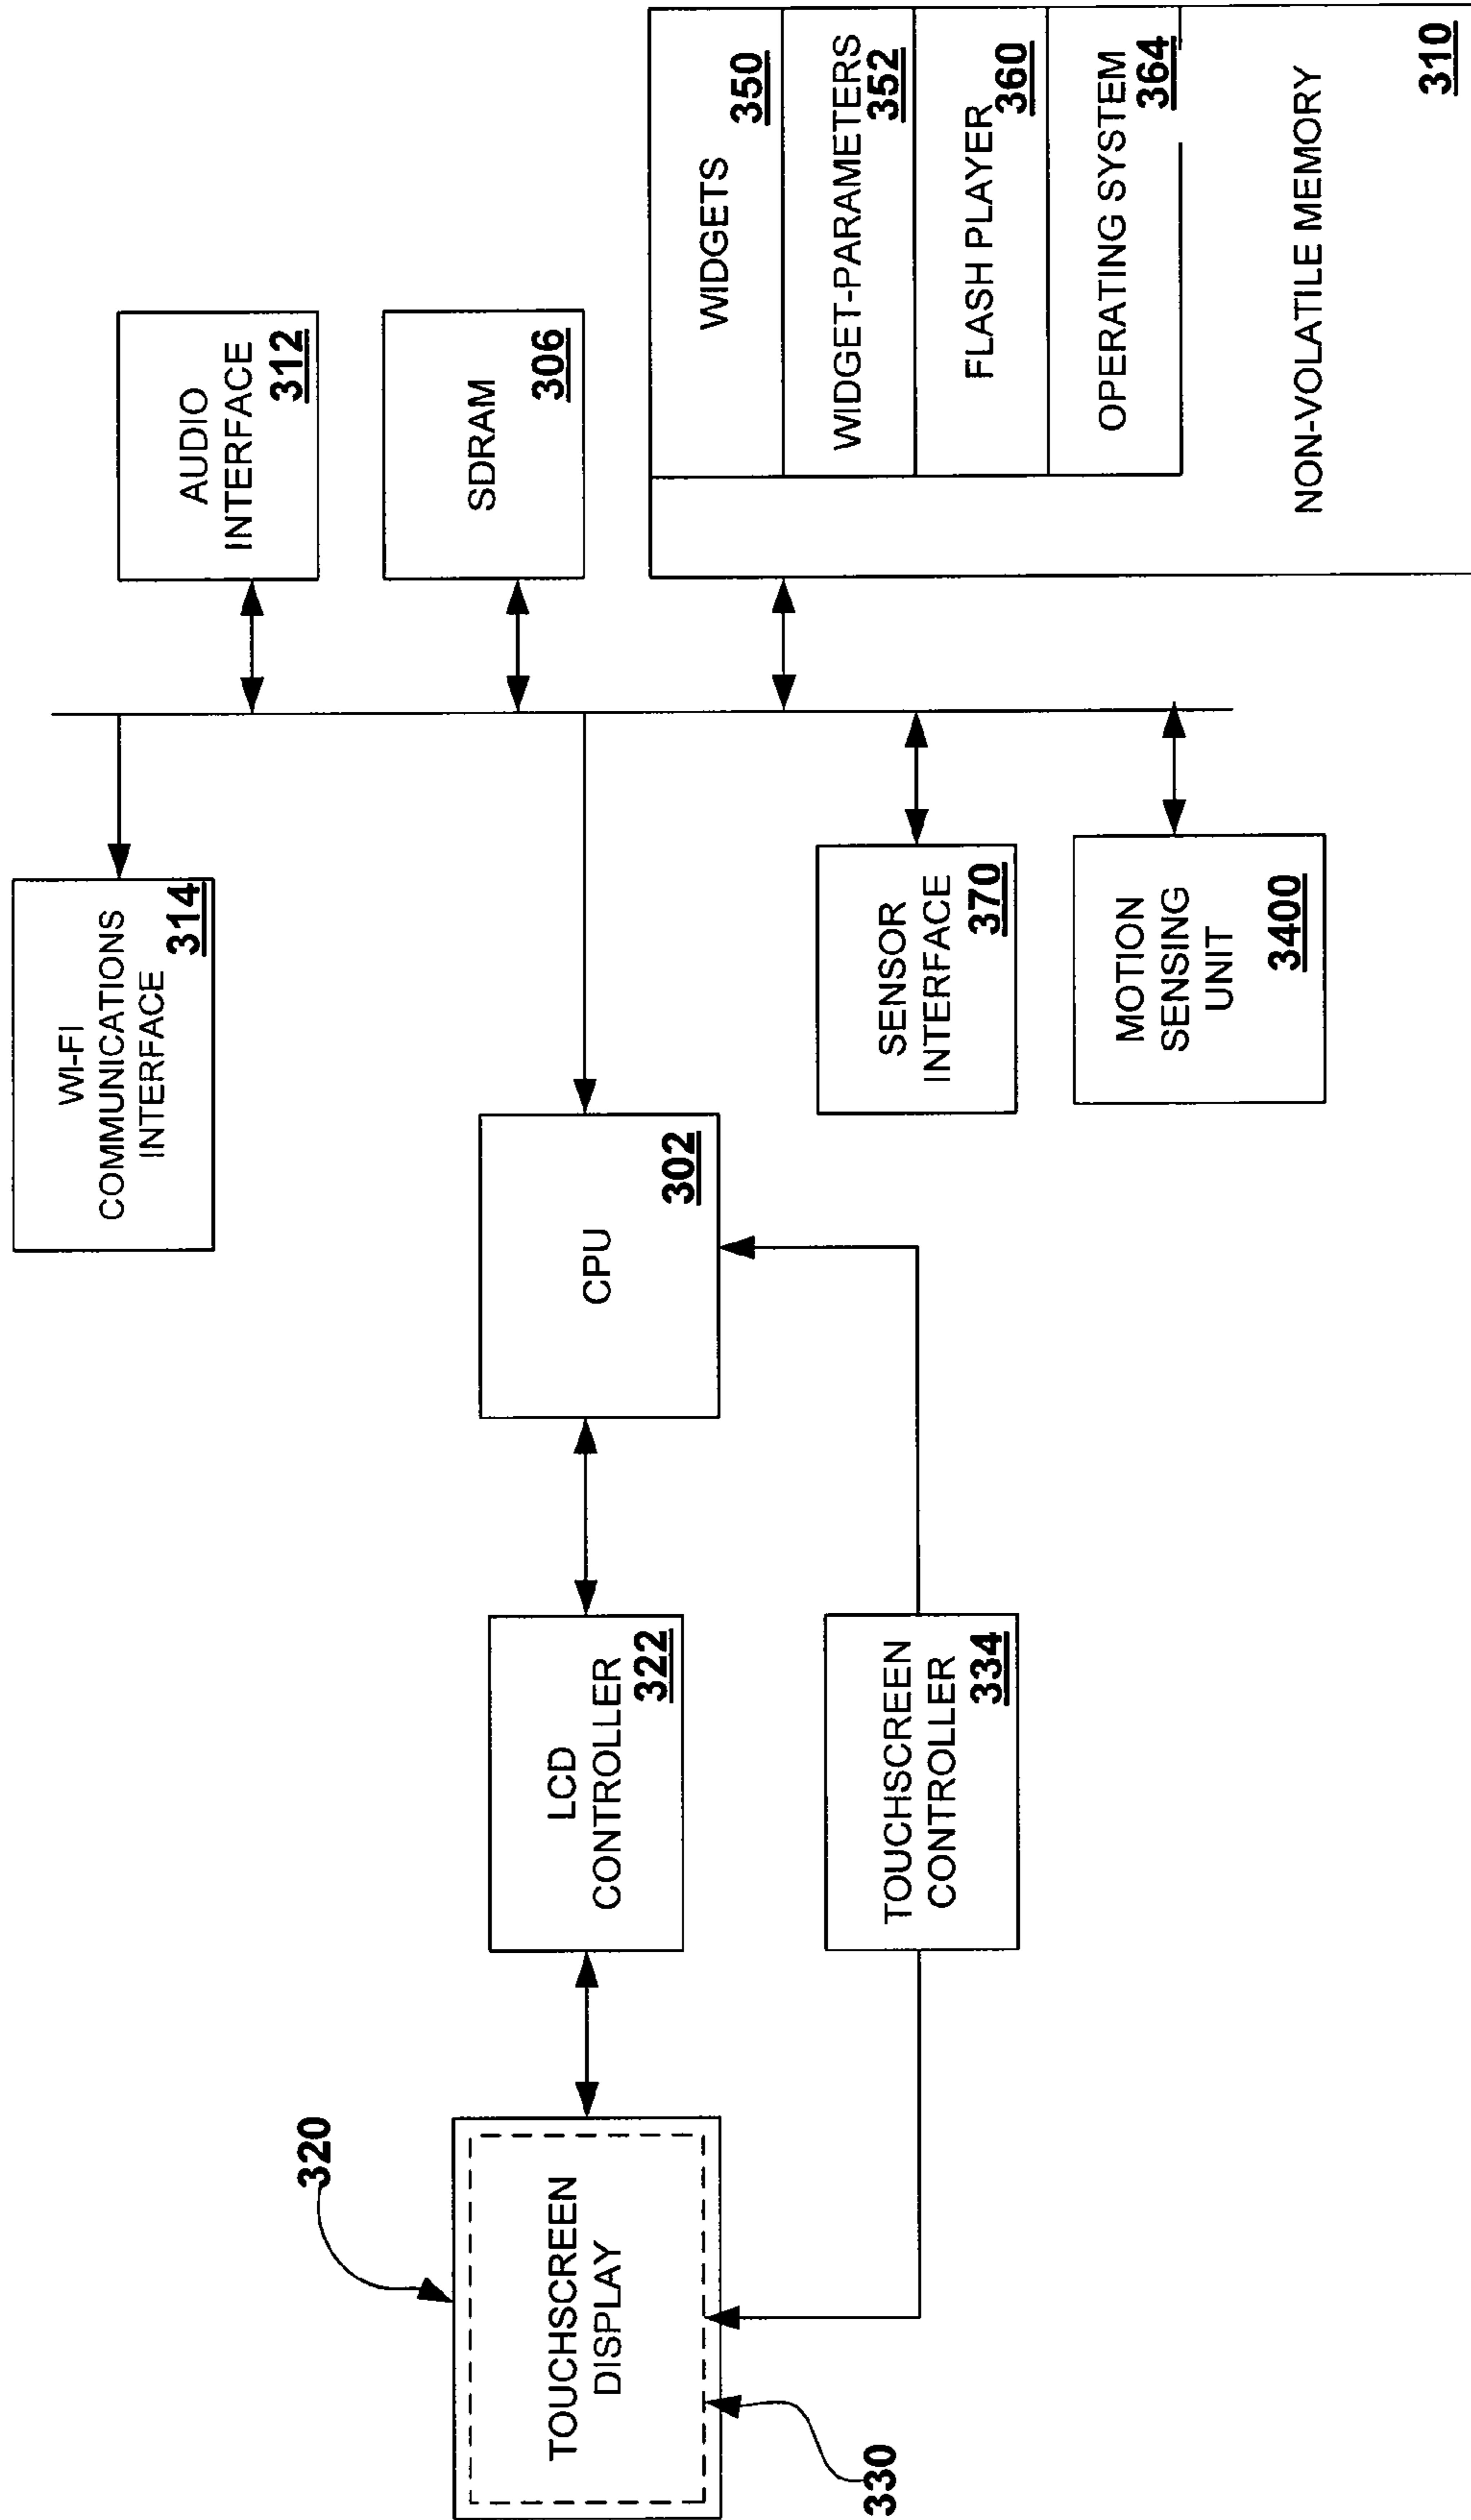 320
TOUCHSCREEN
DISPLAY
330
LCD
CONTROLLER
322
TOUCHSCREEN
CONTROLLER
334
CPU
302
WI-FI
COMMUNICATIONS
INTERFACE
314
SENSOR
INTERFACE
370
MOTION
SENSING
UNIT
3400
AUDIO
INTERFACE
312
SDRAM
306
WIDGETS
350
WIDGET-PARAMETERS
352
FLASH PLAYER
360
OPERATING SYSTEM
364
NON-VOLATILE MEMORY
310